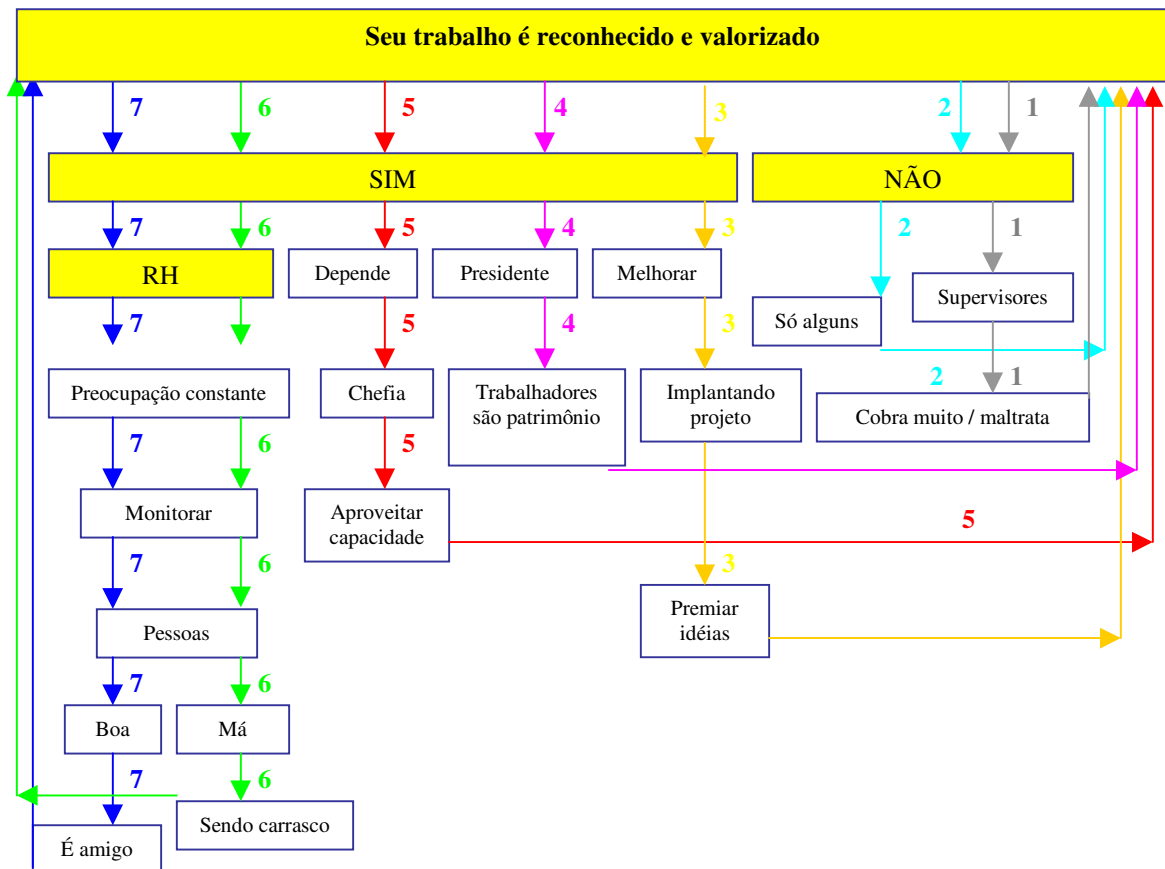 Seu trabalho é reconhecido e valorizado
7 6 5 4 3 2 1
SIM NÃO
7 6 5 4 3 2 1
RH Depende Presidente Melhorar Supervisores
Só alguns
7 5 4 3
Preocupação constante Chefia Trabalhadores Implantando 2 1
são patrimônio projeto Cobra muito / maltrata
7 6 5
Monitorar Aproveitar 5
capacidade
7 6 3
Pessoas Premiar
idéias
7 6
Boa Má
7 6
Sendo carrasco
É amigo